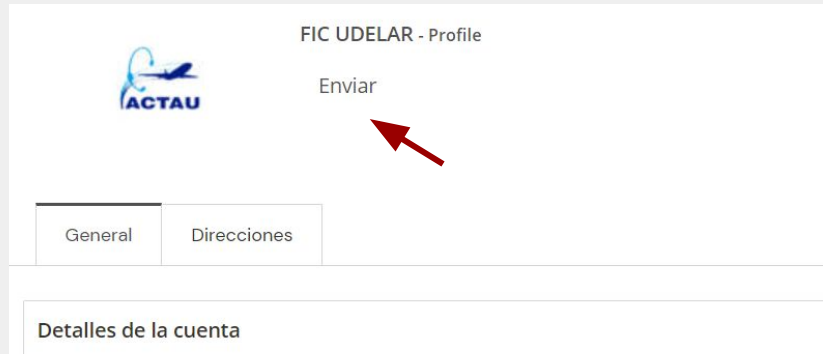 FIC UDELAR - Profile
ACTAU
Enviar
General
Direcciones
Detalles de la cuenta